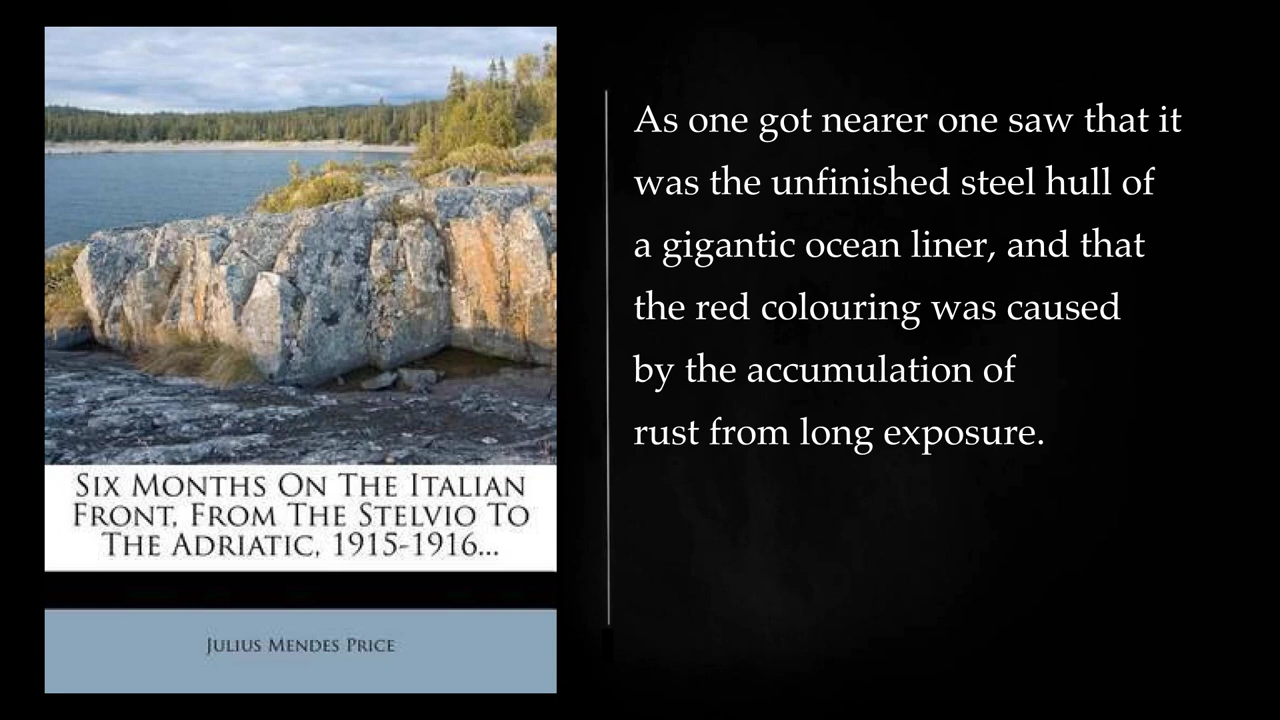 Six Months On The Italian
Front, From The Stelvio To
The Adriatic, 1915-1916...
Julius Mendes Price
As one got nearer one saw that it
was the unfinished steel hull of
a gigantic ocean liner, and that
the red colouring was caused
by the accumulation of
rust from long exposure.